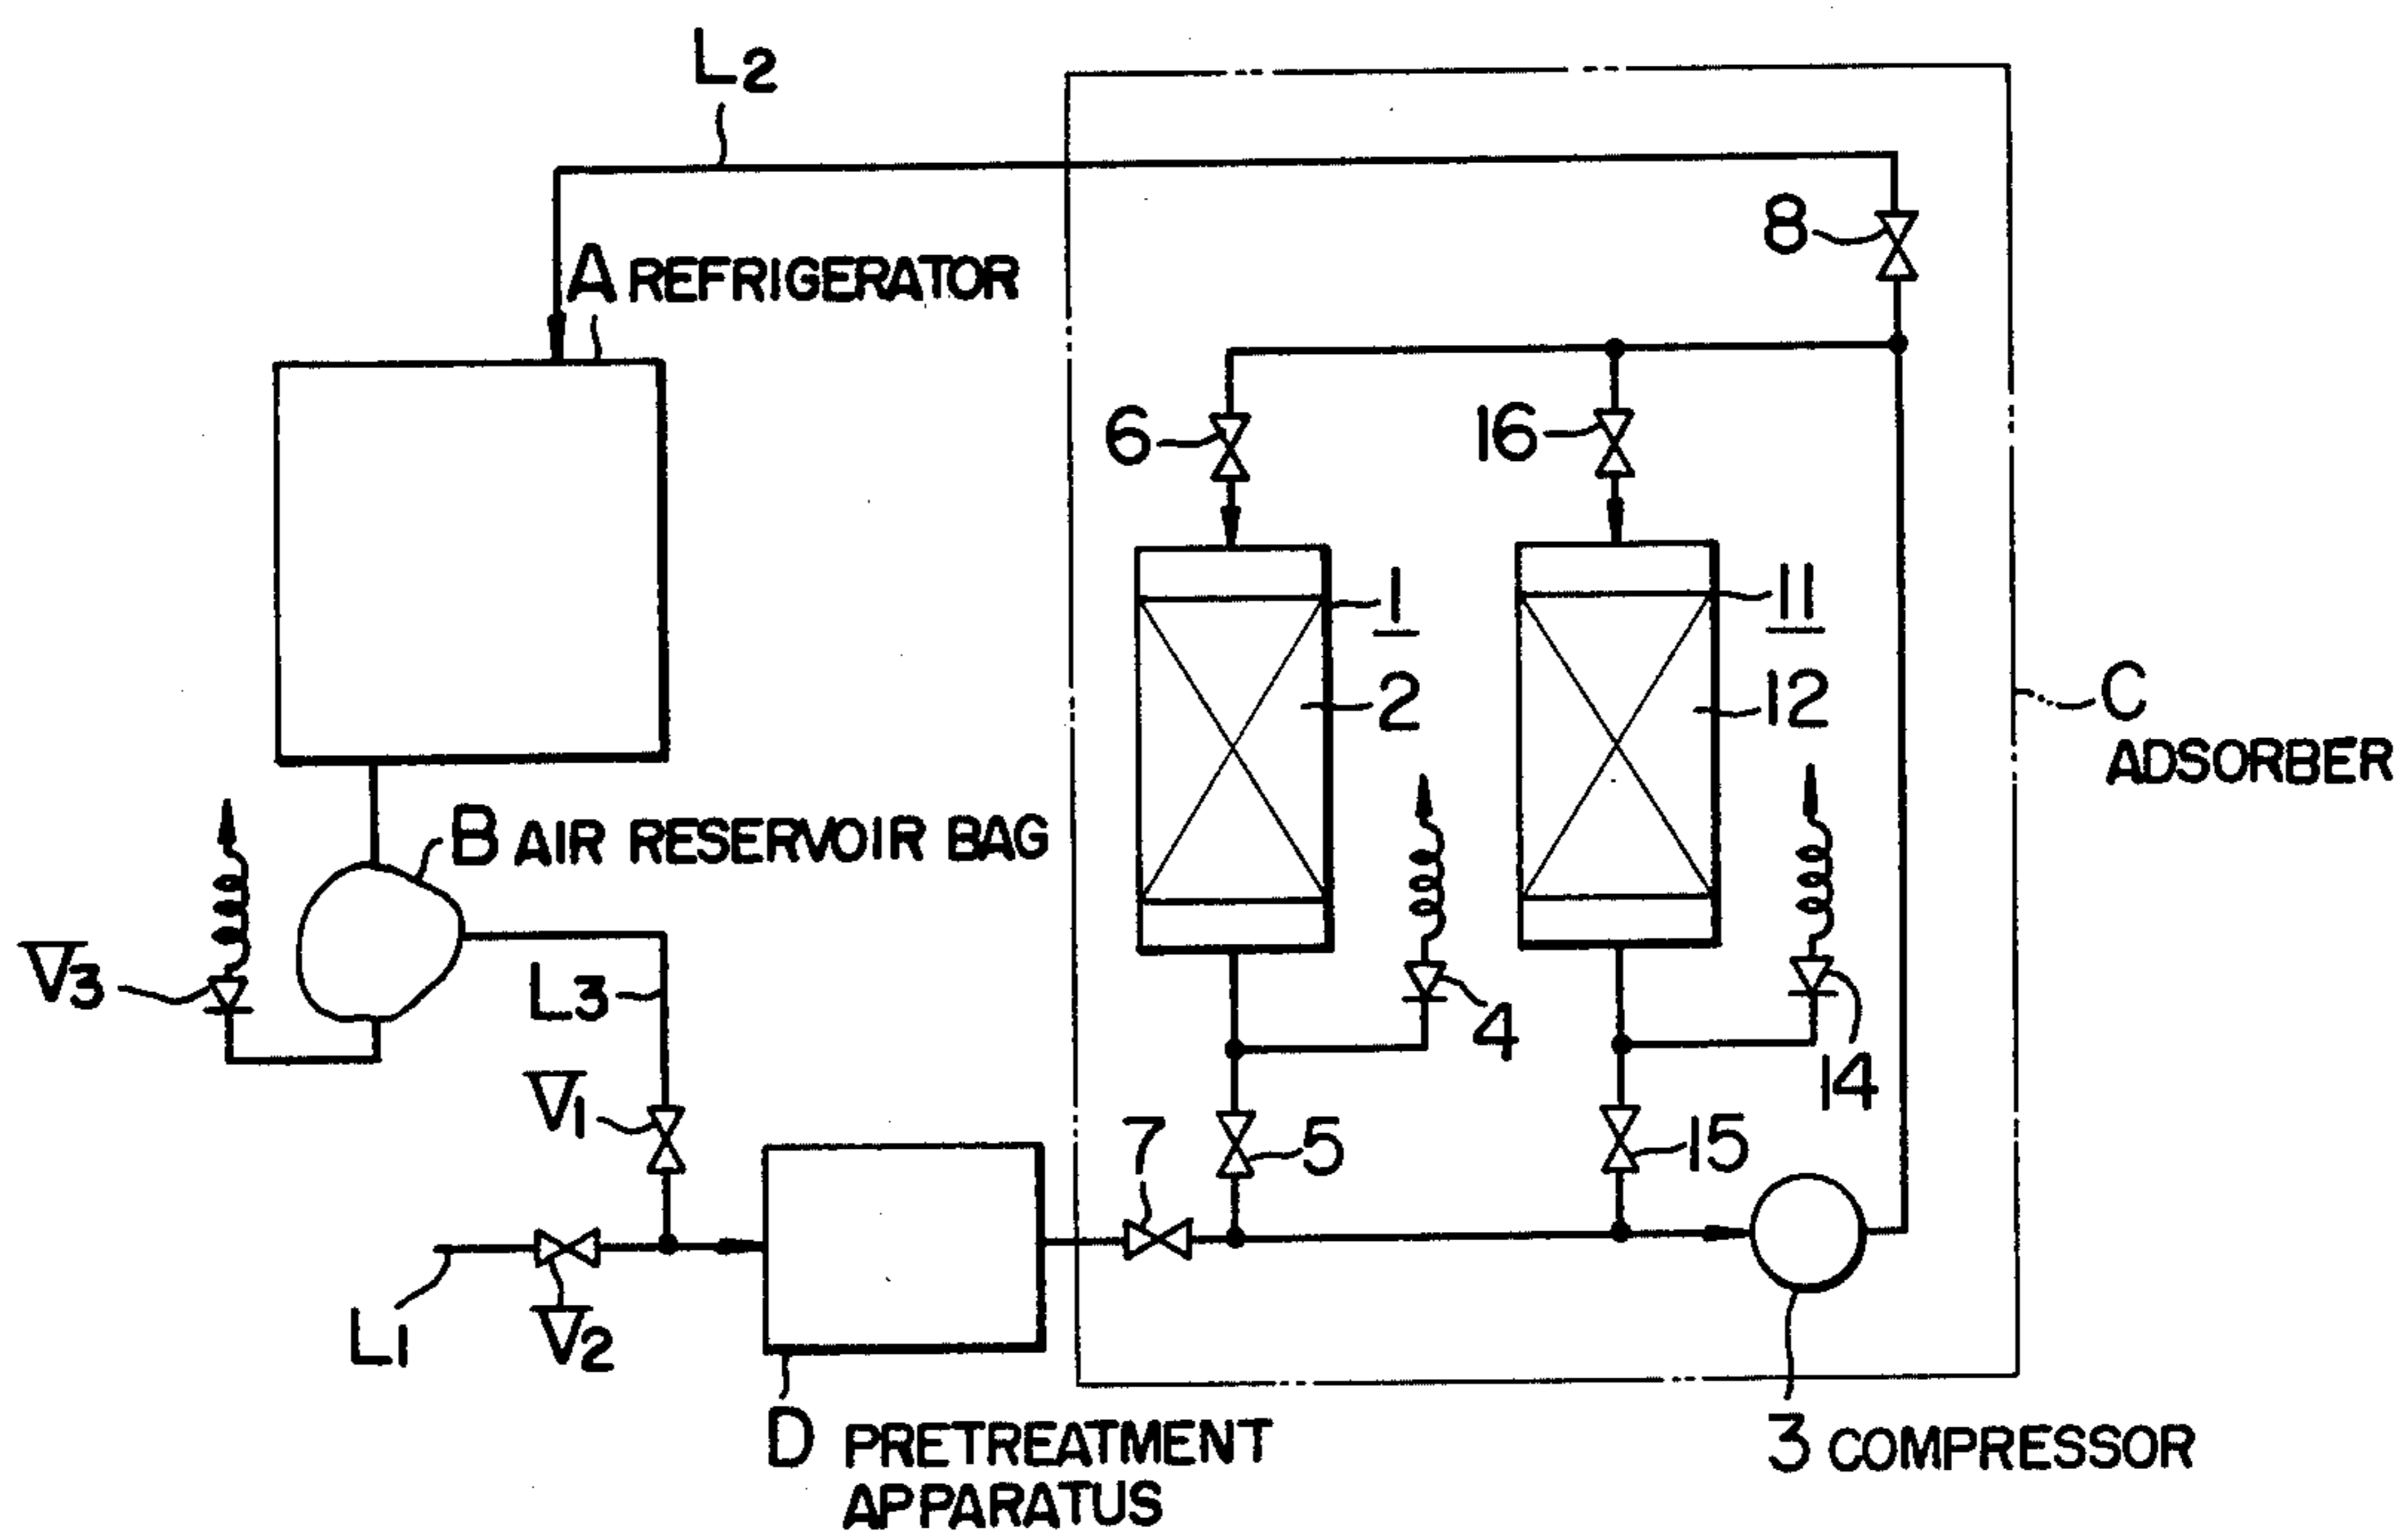 L2
A REFRIGERATOR
8
6
16
1
11
2
12
C
ADSORBER
B AIR RESERVOIR BAG
V3
L3
4
14
V1
7
5
15
L1
V2
D PRETREATMENT
APPARATUS
3 COMPRESSOR